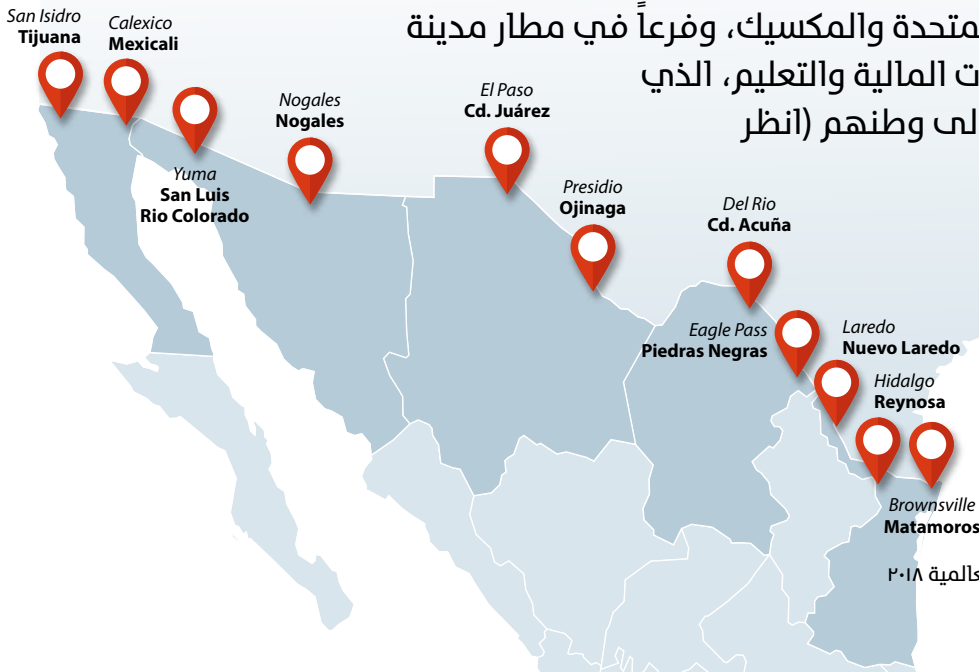 متحدة والمكسيك، وفرعاً في مطار مدينة
ت المالية والتعليم، الذي
لى وطنهم (انظر
San Isidro
Tijuana
Calexico
Mexicali
Yuma
San Luis
Rio Colorado
Nogales
Nogales
El Paso
Cd. Juárez
Presidio
Ojinaga
Del Rio
Cd. Acuña
Eagle Pass
Piedras Negras
Laredo
Nuevo Laredo
Hidalgo
Reynosa
Brownsville
Matamoros
عالمية ٢٠١٨